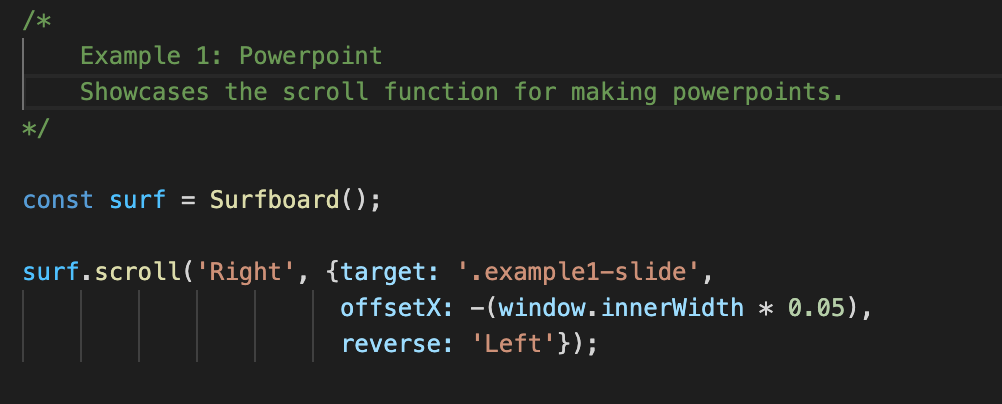 /*
Example 1: Powerpoint
Showcases the scroll function for making powerpoints.
*/
const surf = Surfboard();
surf.scroll('Right', {target: '.example1-slide',
offsetX: -(window.innerWidth * 0.05),
reverse: 'Left'});